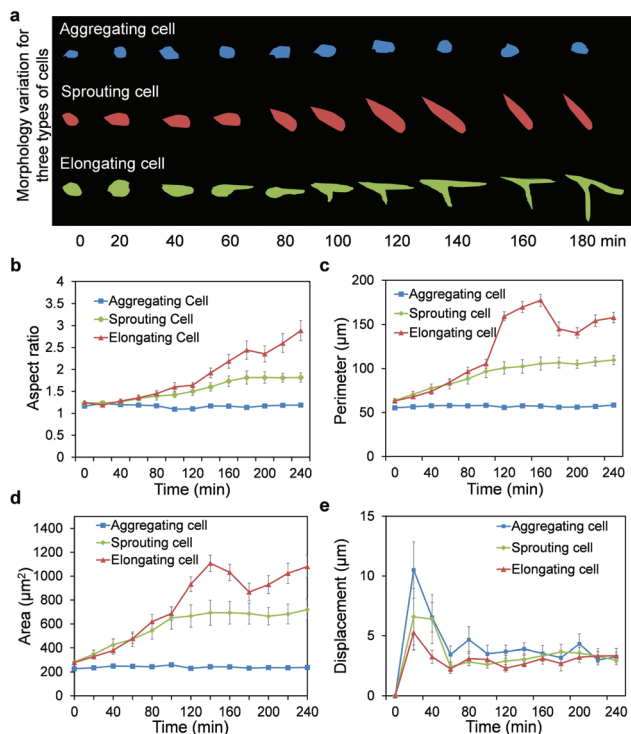 a
Aggregating cell
Sprouting cell
Elongating cell
Morphology variation for
three types of cells
0 20 40 60 80 100 120 140 160 180 min
b
Aggregating Cell
Sprouting Cell
Elongating Cell
Aspect ratio
4
3.5
3
2.5
2
1.5
1
0.5
0
0 40 80 120 160 200 240
Time (min)
c
Aggregating cell
Sprouting cell
Elongating cell
Perimeter (μm)
200
150
100
50
0
0 40 80 120 160 200 240
Time (min)
d
Aggregating cell
Sprouting cell
Elongating cell
Area (μm²)
1400
1200
1000
800
600
400
200
0
0 40 80 120 160 200 240
Time (min)
e
Aggregating cell
Sprouting cell
Elongating cell
Displacement (μm)
15
10
5
0
0 40 80 120 160 200 240
Time (min)